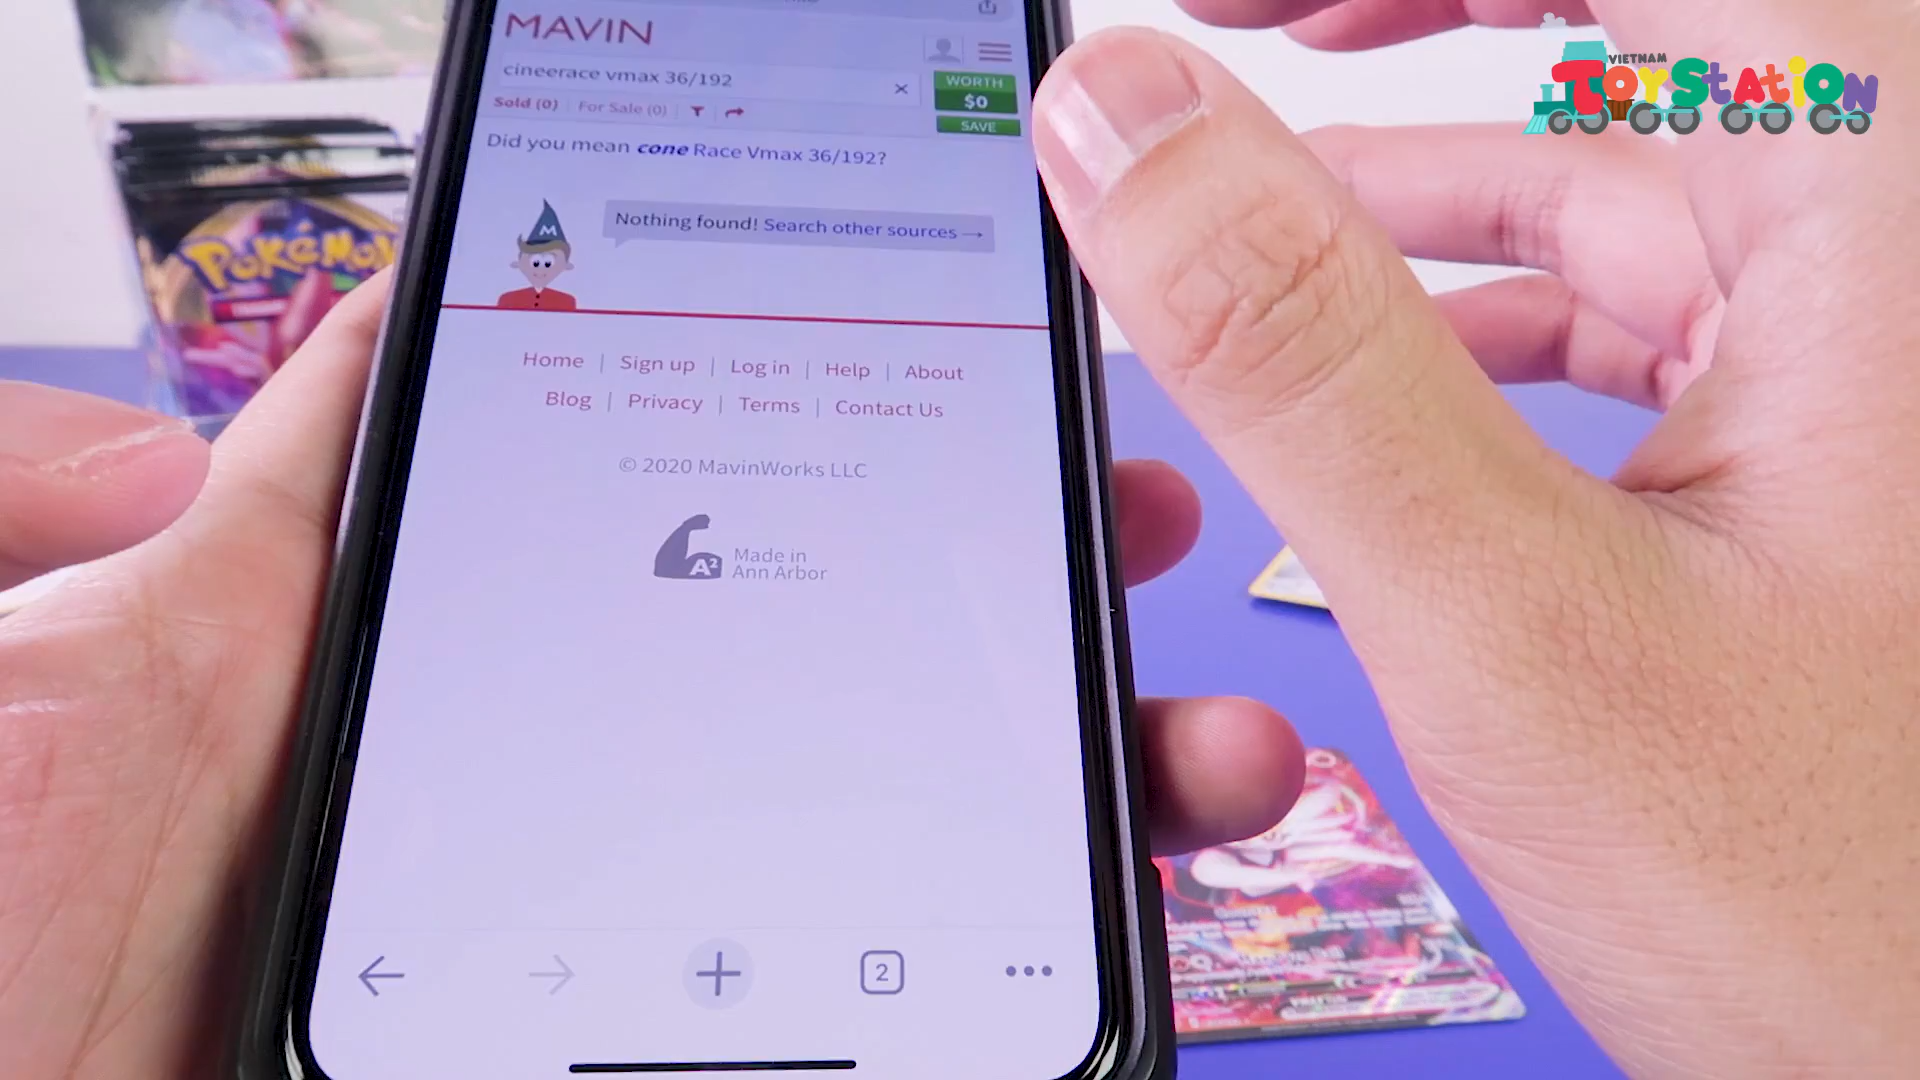 MAVIN
cineerace vmax 36/192
×
WORTH
$0
SAVE
Sold (0) | For Sale (0)
Did you mean cone Race Vmax 36/192?
M
Nothing found! Search other sources →
Home | Sign up | Log in | Help | About
Blog | Privacy | Terms | Contact Us
© 2020 MavinWorks LLC
A²
Made in
Ann Arbor
2
VIETNAM
ToyStation
POKéMON